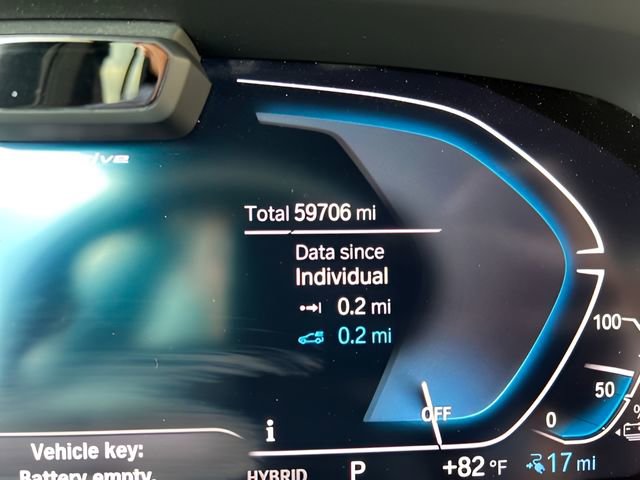 Total 59706 mi
Data since
Individual
0.2 mi
0.2 mi
100
50
OFF
0
%
i
Vehicle key:
Battery empty.
HYBRID
P
+82 °F
+17 mi